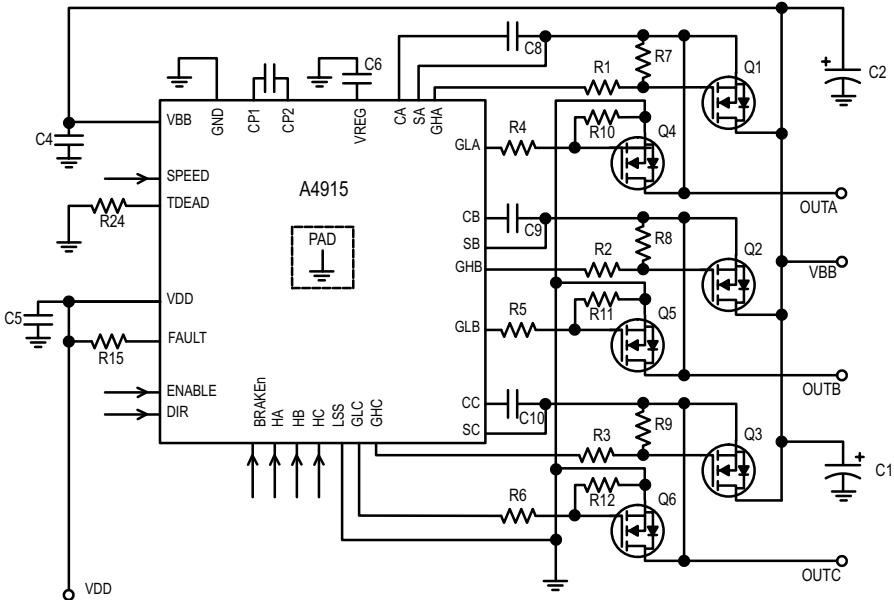 C6
C8
R7
R1
Q1
C2
VBB
GND
CP1
CP2
VREG
CA
SA
GHA
C4
R10
R4
Q4
GLA
SPEED
TDEAD
A4915
R24
OUTA
CB
C9
SB
R8
Q2
PAD
GHB
R2
VBB
VDD
R11
Q5
C5
R5
GLB
FAULT
R15
OUTB
ENABLE
DIR
BRAKEn
HA
HB
HC
LSS
GLC
GHC
CC
C10
SC
R9
Q3
R3
C1
R12
Q6
R6
OUTC
VDD